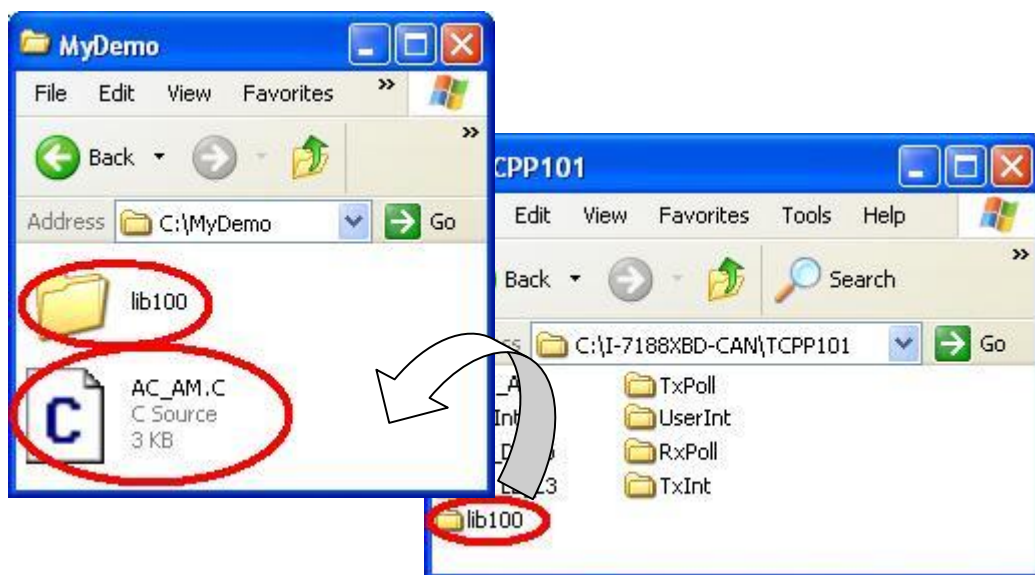 MyDemo
File Edit View Favorites »
Back »
Address C:\MyDemo Go
lib100
AC_AM.C
C Source
3 KB
C
CPP101
Edit View Favorites Tools Help
Back Search »
C:\I-7188XBD-CAN\TCPP101 Go
TxPoll
UserInt
RxPoll
TxInt
lib100